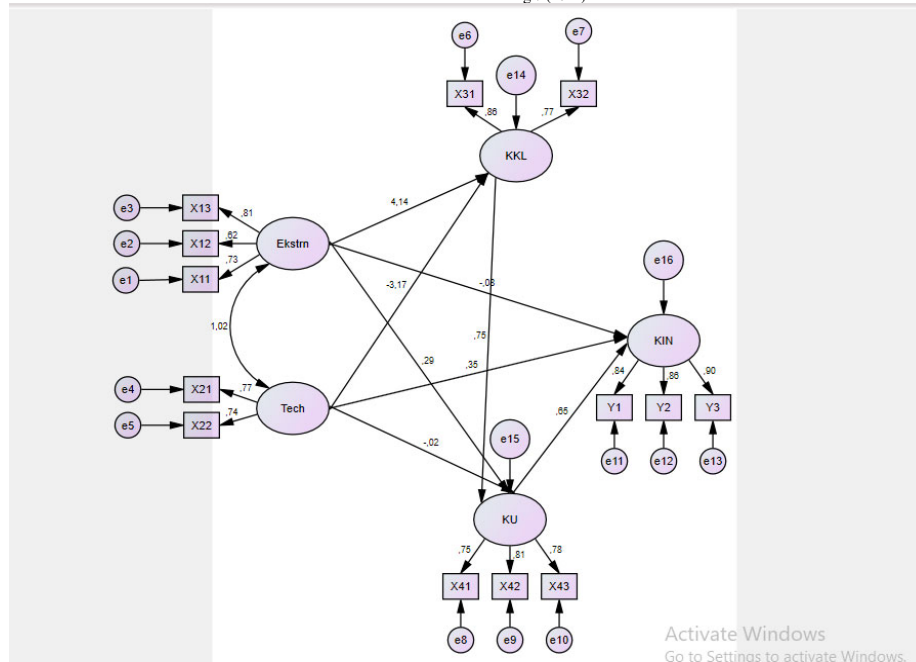 e6
e7
e14
X31
X32
,86
,77
KKL
e3
X13
,81
4,14
e2
X12
,62
Ekstrn
e16
,73
e1
X11
-3,17
1,02
,75
KIN
,29
,35
,84
,86
,90
e4
X21
,77
Tech
Y1
Y2
Y3
e5
X22
,74
-,02
,65
e15
e11
e12
e13
KU
,75
,81
,78
X41
X42
X43
e8
e9
e10
Activate Windows
Go to Settings to activate Windows.